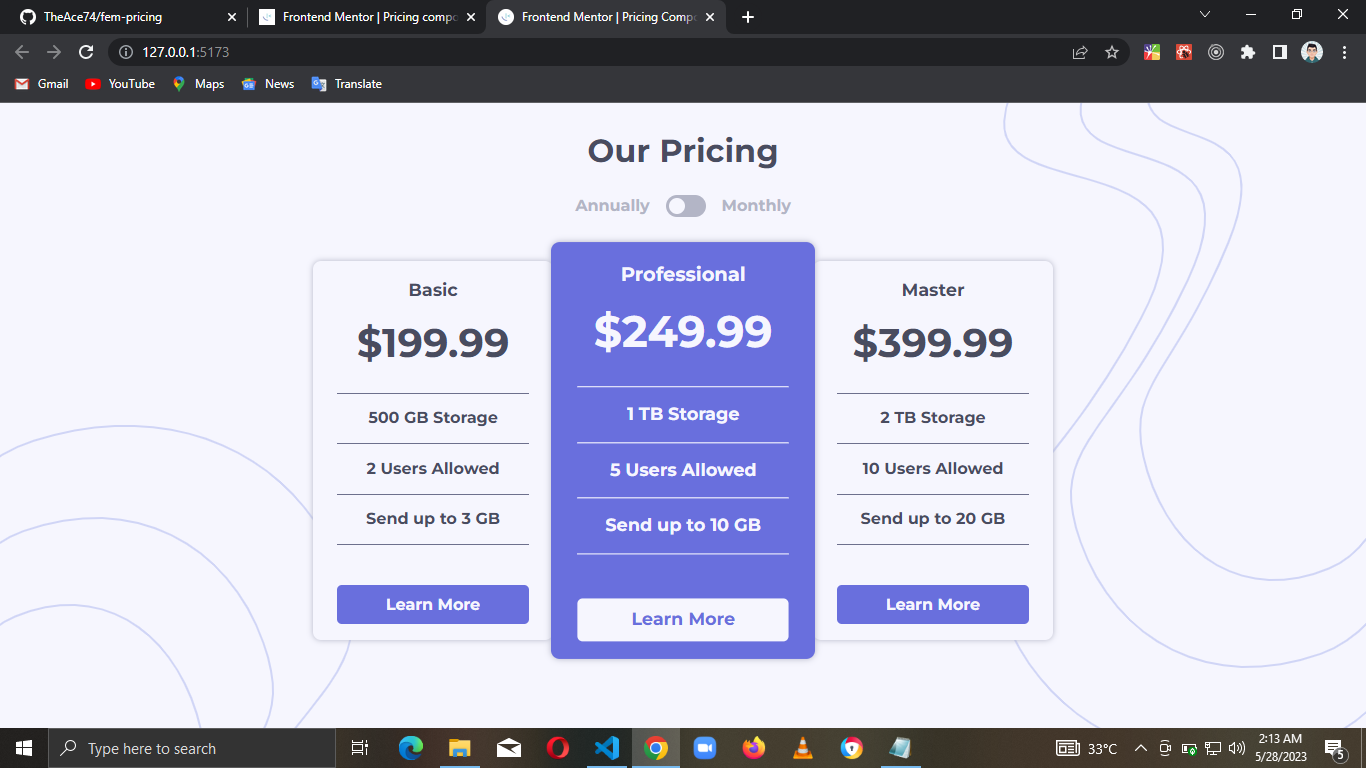 TheAce74/fem-pricing
Frontend Mentor | Pricing compo
Frontend Mentor | Pricing Compo
127.0.0.1:5173
Gmail
YouTube
Maps
News
Translate
Our Pricing
Annually
Monthly
Basic
$199.99
500 GB Storage
2 Users Allowed
Send up to 3 GB
Learn More
Professional
$249.99
1 TB Storage
5 Users Allowed
Send up to 10 GB
Learn More
Master
$399.99
2 TB Storage
10 Users Allowed
Send up to 20 GB
Learn More
Type here to search
33°C
2:13 AM
5/28/2023
5